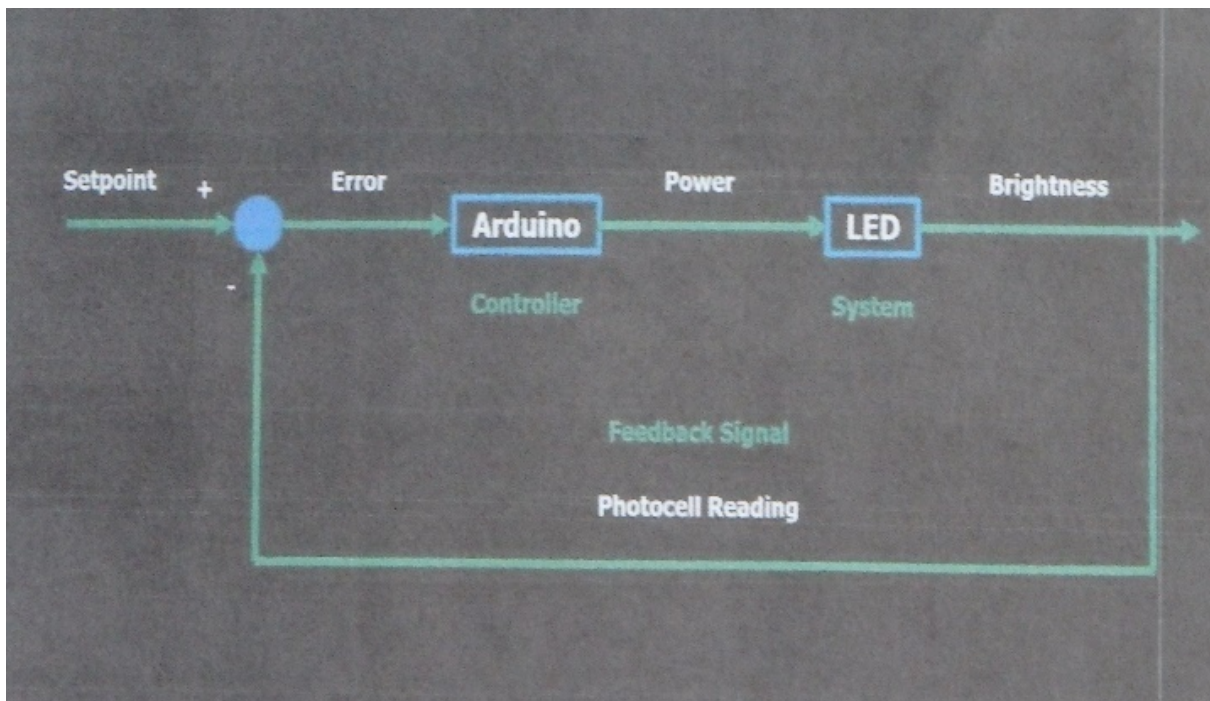 Setpoint
+
Error
Power
Brightness
Arduino
LED
-
Controller
System
Feedback Signal
Photocell Reading